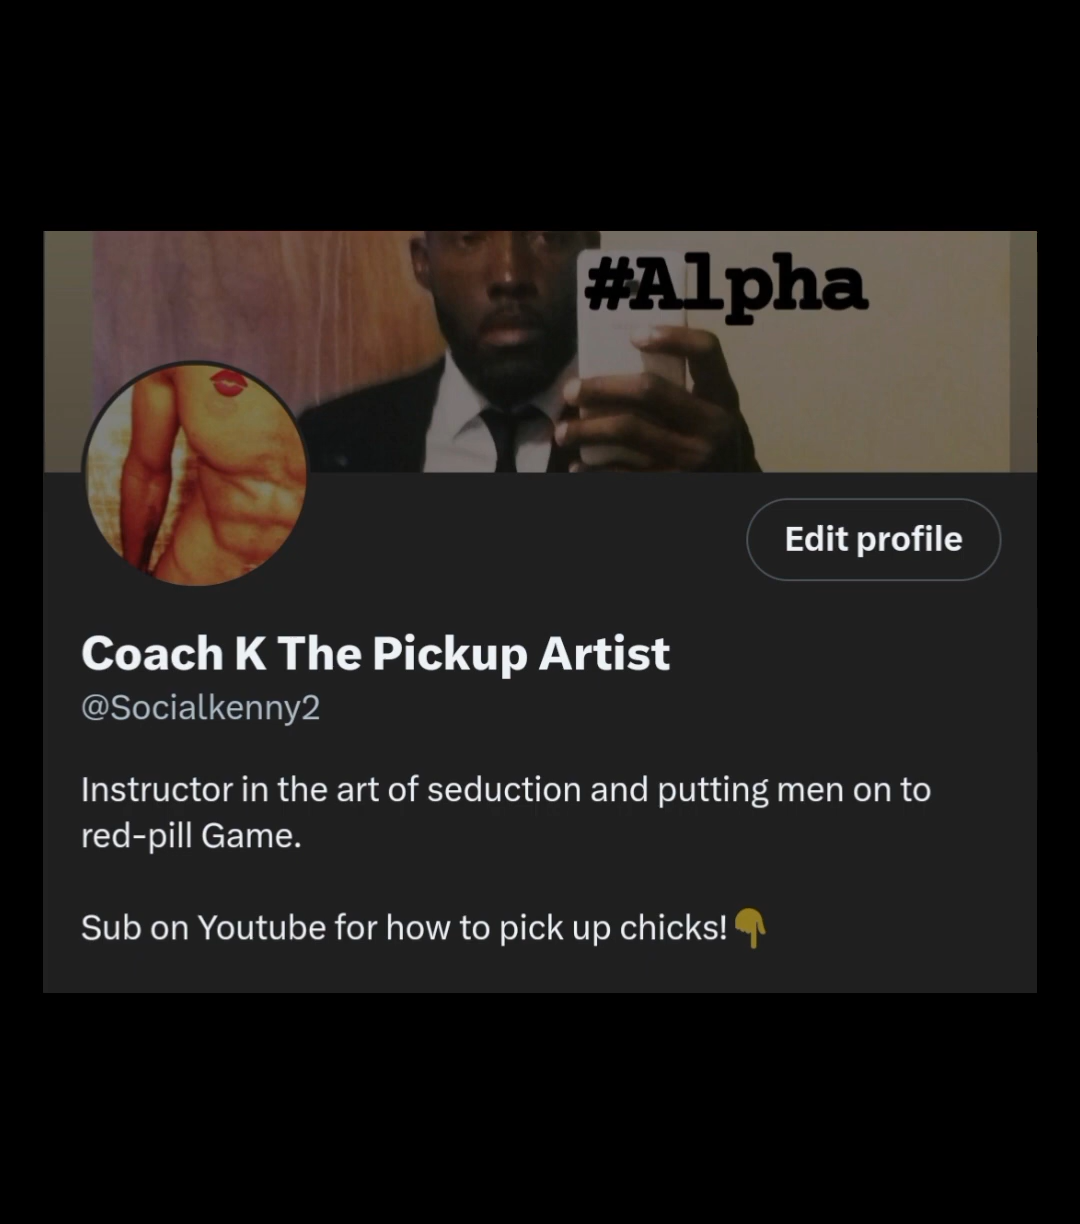 #Alpha
Edit profile
Coach K The Pickup Artist
@Socialkenny2
Instructor in the art of seduction and putting men on to
red-pill Game.
Sub on Youtube for how to pick up chicks!👇